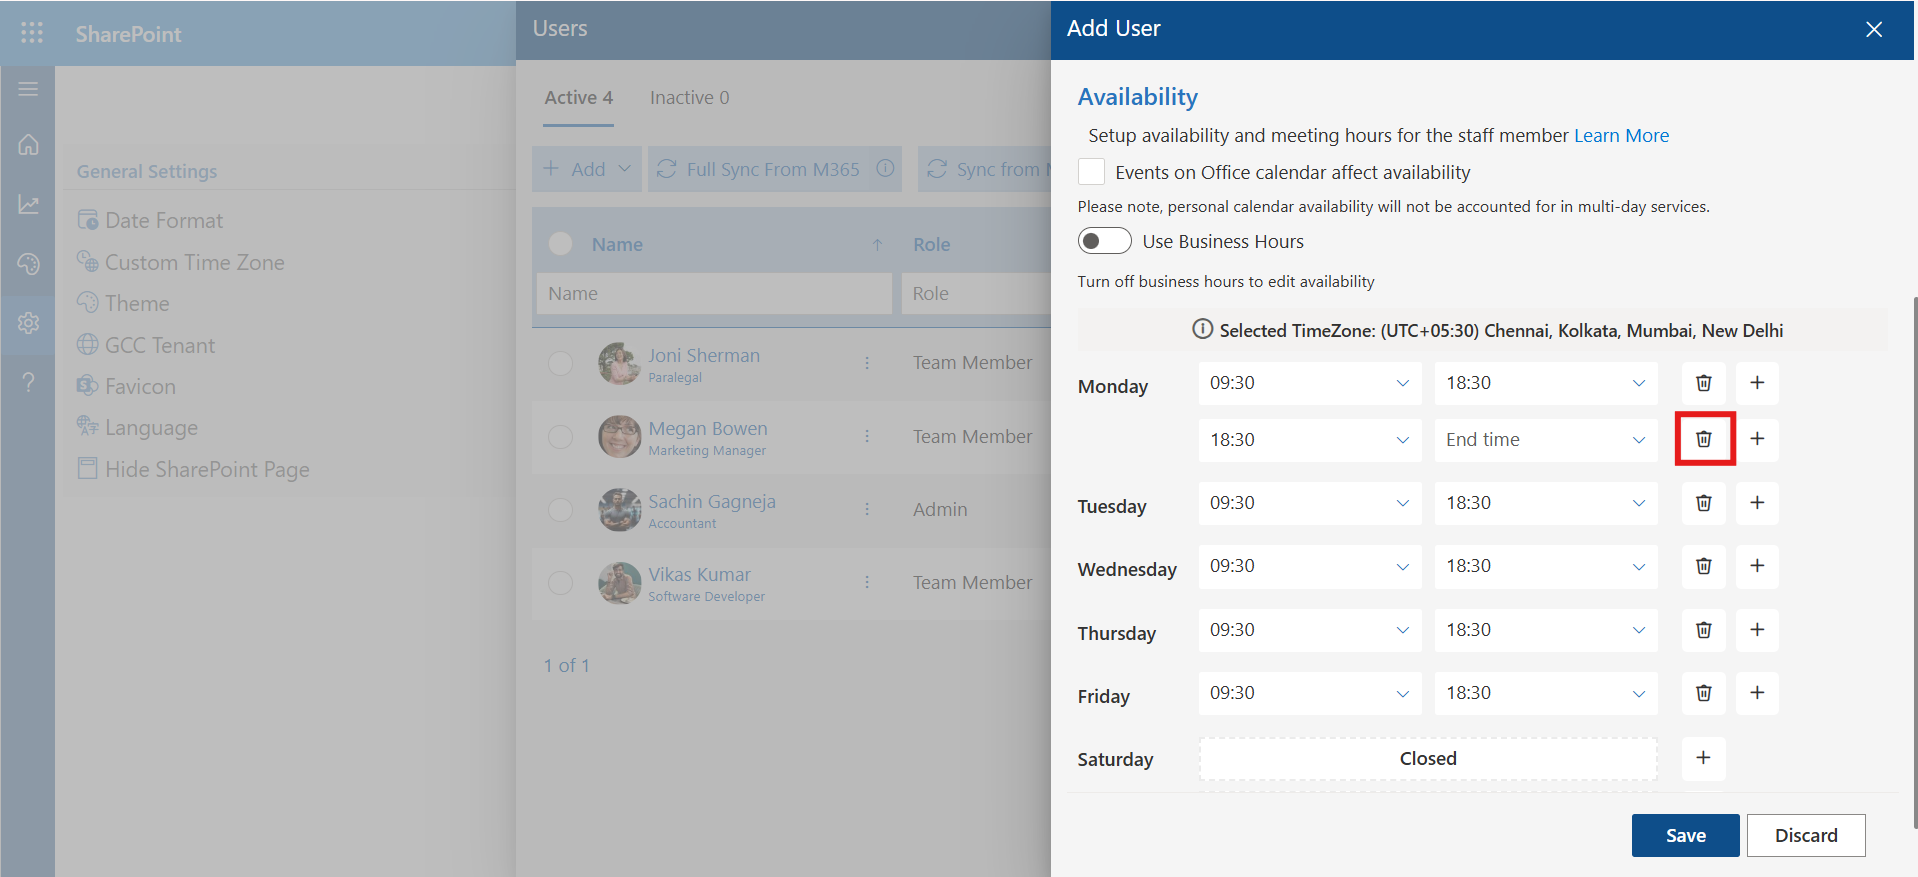 SharePoint
General Settings
Date Format
Custom Time Zone
Theme
GCC Tenant
Favicon
Language
Hide SharePoint Page
Users
Active 4 Inactive 0
Add Full Sync From M365 Sync from
Name Role
Name Role
Joni Sherman Team Member
Paralegal
Megan Bowen Team Member
Marketing Manager
Sachin Gagneja Admin
Accountant
Vikas Kumar Team Member
Software Developer
1 of 1
Add User
Availability
Setup availability and meeting hours for the staff member Learn More
Events on Office calendar affect availability
Please note, personal calendar availability will not be accounted for in multi-day services.
Use Business Hours
Turn off business hours to edit availability
Selected TimeZone: (UTC+05:30) Chennai, Kolkata, Mumbai, New Delhi
Monday 09:30 18:30
18:30 End time
Tuesday 09:30 18:30
Wednesday 09:30 18:30
Thursday 09:30 18:30
Friday 09:30 18:30
Saturday Closed
Save Discard